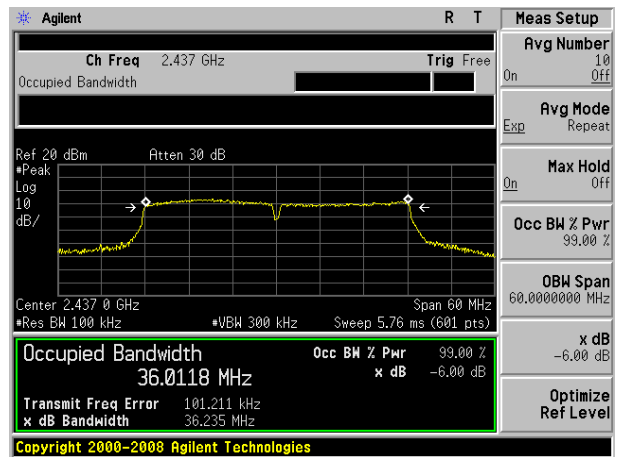 Agilent R T
Ch Freq 2.437 GHz Trig Free
Occupied Bandwidth
Ref 20 dBm Atten 30 dB
#Peak
Log
10
dB/
Center 2.437 0 GHz Span 60 MHz
#Res BW 100 kHz #VBW 300 kHz Sweep 5.76 ms (601 pts)
Occupied Bandwidth Occ BW % Pwr 99.00 %
36.0118 MHz x dB -6.00 dB
Transmit Freq Error 101.211 kHz
x dB Bandwidth 36.235 MHz
Copyright 2000-2008 Agilent Technologies
Meas Setup
Avg Number
10
On Off
Avg Mode
Exp Repeat
Max Hold
On Off
Occ BW % Pwr
99.00 %
OBW Span
60.0000000 MHz
x dB
-6.00 dB
Optimize
Ref Level